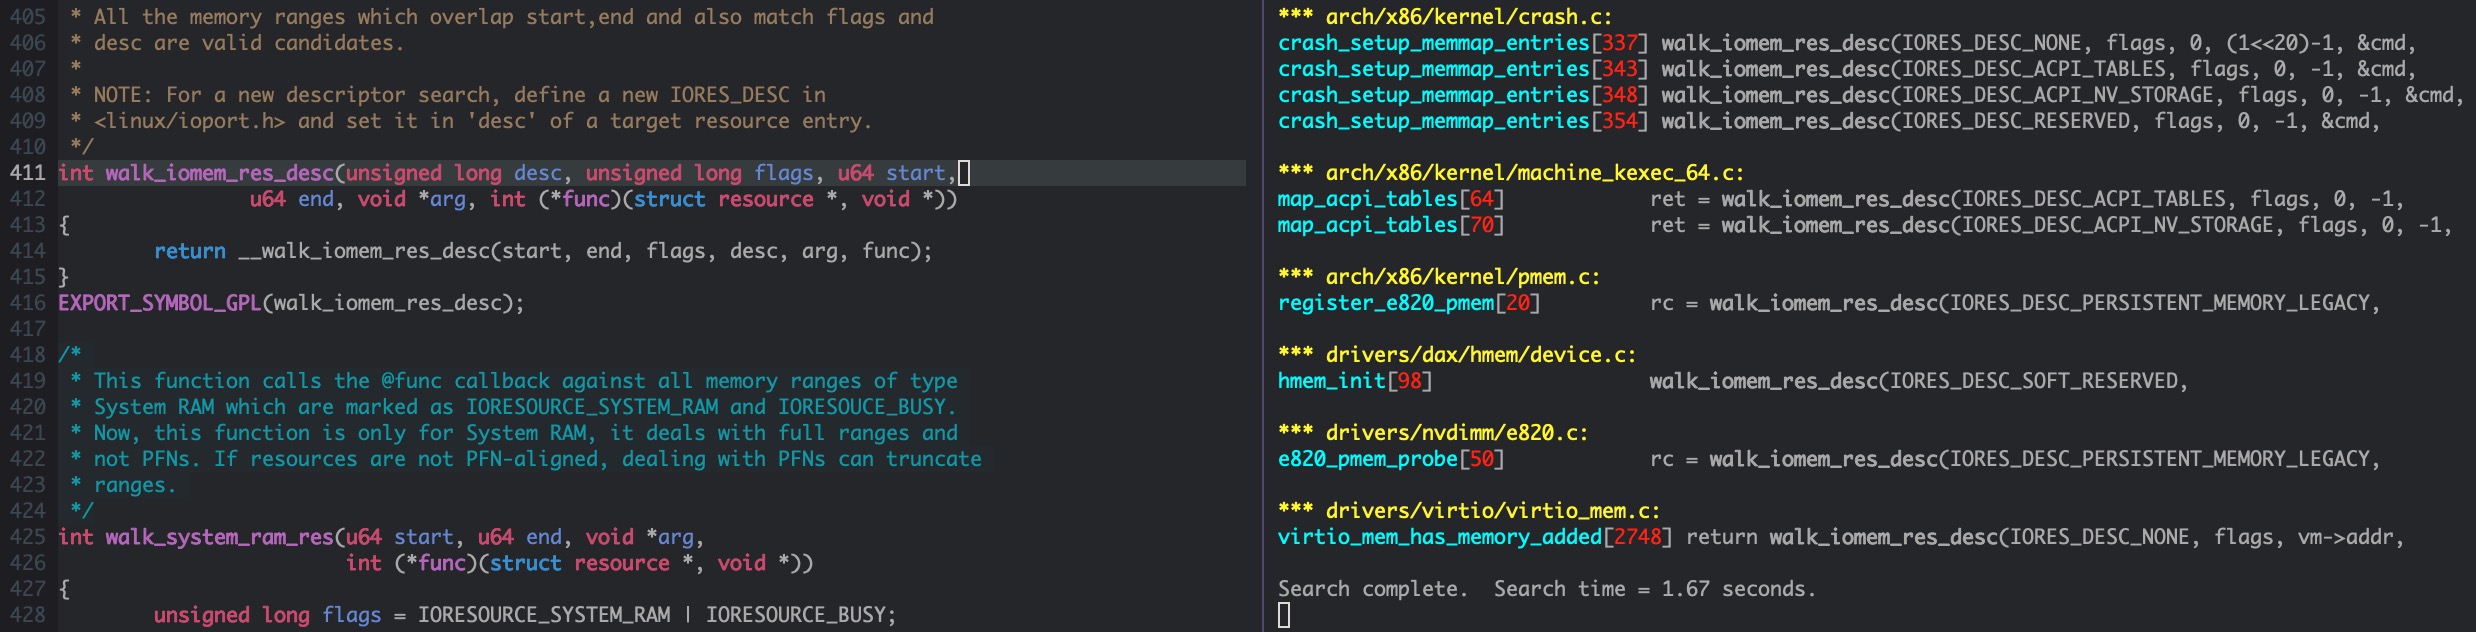 405  * All the memory ranges which overlap start,end and also match flags and
406  * desc are valid candidates.
407  *
408  * NOTE: For a new descriptor search, define a new IORES_DESC in
409  * <linux/ioport.h> and set it in 'desc' of a target resource entry.
410  */
411 int walk_iomem_res_desc(unsigned long desc, unsigned long flags, u64 start,
412                 u64 end, void *arg, int (*func)(struct resource *, void *))
413 {
414         return __walk_iomem_res_desc(start, end, flags, desc, arg, func);
415 }
416 EXPORT_SYMBOL_GPL(walk_iomem_res_desc);
417
418 /*
419  * This function calls the @func callback against all memory ranges of type
420  * System RAM which are marked as IORESOURCE_SYSTEM_RAM and IORESOUCE_BUSY.
421  * Now, this function is only for System RAM, it deals with full ranges and
422  * not PFNs. If resources are not PFN-aligned, dealing with PFNs can truncate
423  * ranges.
424  */
425 int walk_system_ram_res(u64 start, u64 end, void *arg,
426                         int (*func)(struct resource *, void *))
427 {
428         unsigned long flags = IORESOURCE_SYSTEM_RAM | IORESOURCE_BUSY;
*** arch/x86/kernel/crash.c:
crash_setup_memmap_entries[337] walk_iomem_res_desc(IORES_DESC_NONE, flags, 0, (1<<20)-1, &cmd,
crash_setup_memmap_entries[343] walk_iomem_res_desc(IORES_DESC_ACPI_TABLES, flags, 0, -1, &cmd,
crash_setup_memmap_entries[348] walk_iomem_res_desc(IORES_DESC_ACPI_NV_STORAGE, flags, 0, -1, &cmd,
crash_setup_memmap_entries[354] walk_iomem_res_desc(IORES_DESC_RESERVED, flags, 0, -1, &cmd,
*** arch/x86/kernel/machine_kexec_64.c:
map_acpi_tables[64]            ret = walk_iomem_res_desc(IORES_DESC_ACPI_TABLES, flags, 0, -1,
map_acpi_tables[70]            ret = walk_iomem_res_desc(IORES_DESC_ACPI_NV_STORAGE, flags, 0, -1,
*** arch/x86/kernel/pmem.c:
register_e820_pmem[20]         rc = walk_iomem_res_desc(IORES_DESC_PERSISTENT_MEMORY_LEGACY,
*** drivers/dax/hmem/device.c:
hmem_init[98]                  walk_iomem_res_desc(IORES_DESC_SOFT_RESERVED,
*** drivers/nvdimm/e820.c:
e820_pmem_probe[50]            rc = walk_iomem_res_desc(IORES_DESC_PERSISTENT_MEMORY_LEGACY,
*** drivers/virtio/virtio_mem.c:
virtio_mem_has_memory_added[2748] return walk_iomem_res_desc(IORES_DESC_NONE, flags, vm->addr,
Search complete.  Search time = 1.67 seconds.